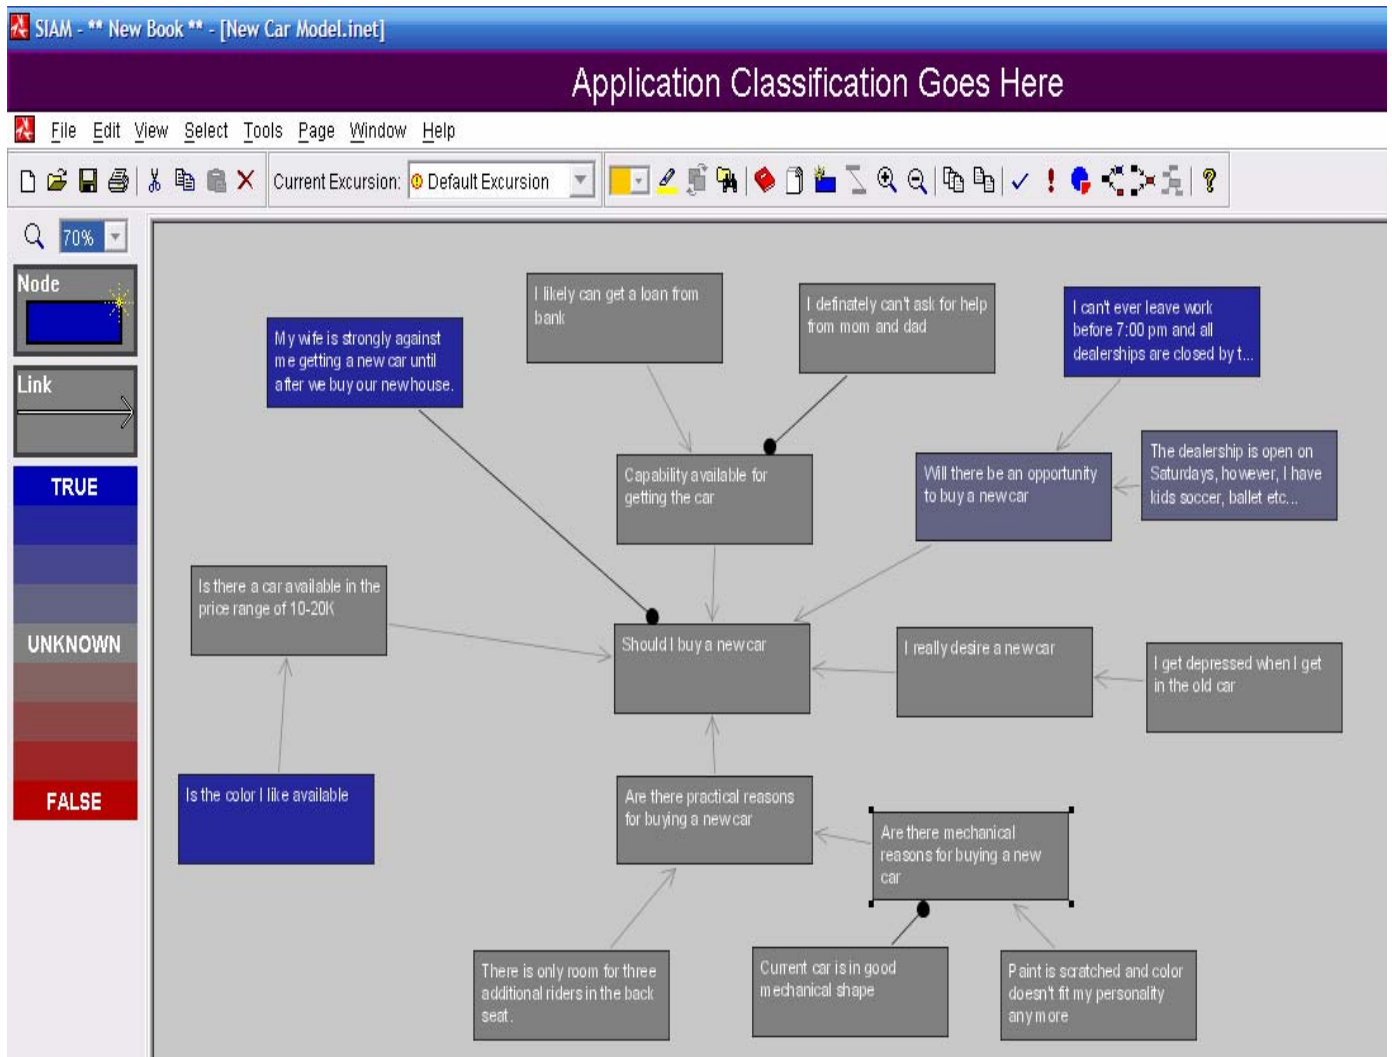 SIAM - ** New Book ** - [New Car Model.inet]
Application Classification Goes Here
File Edit View Select Tools Page Window Help
Current Excursion: Default Excursion
70%
Node
Link
TRUE
UNKNOWN
FALSE
My wife is strongly against
me getting a new car until
after we buy our new house.
I likely can get a loan from
bank
I definately can't ask for help
from mom and dad
I can't ever leave work
before 7:00 pm and all
dealerships are closed by t...
Capability available for
getting the car
Will there be an opportunity
to buy a new car
The dealership is open on
Saturdays, however, I have
kids soccer, ballet etc...
Is there a car available in the
price range of 10-20K
Should I buy a new car
I really desire a new car
I get depressed when I get
in the old car
Is the color I like available
Are there practical reasons
for buying a new car
Are there mechanical
reasons for buying a new
car
There is only room for three
additional riders in the back
seat.
Current car is in good
mechanical shape
Paint is scratched and color
doesn't fit my personality
any more